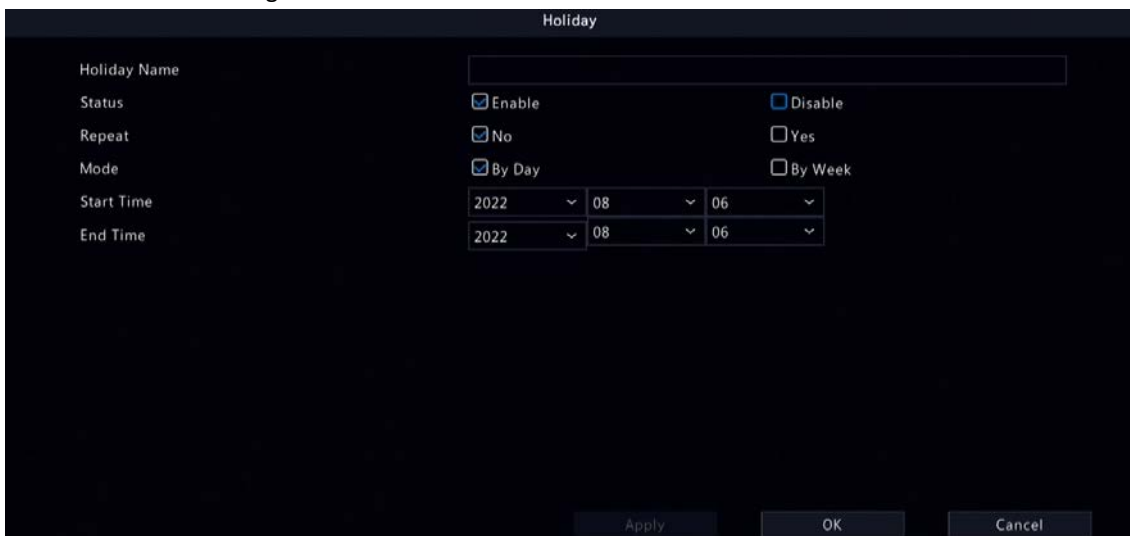 Holiday
Holiday Name
Status Enable Disable
Repeat No Yes
Mode By Day By Week
Start Time 2022 08 06
End Time 2022 08 06
Apply OK Cancel